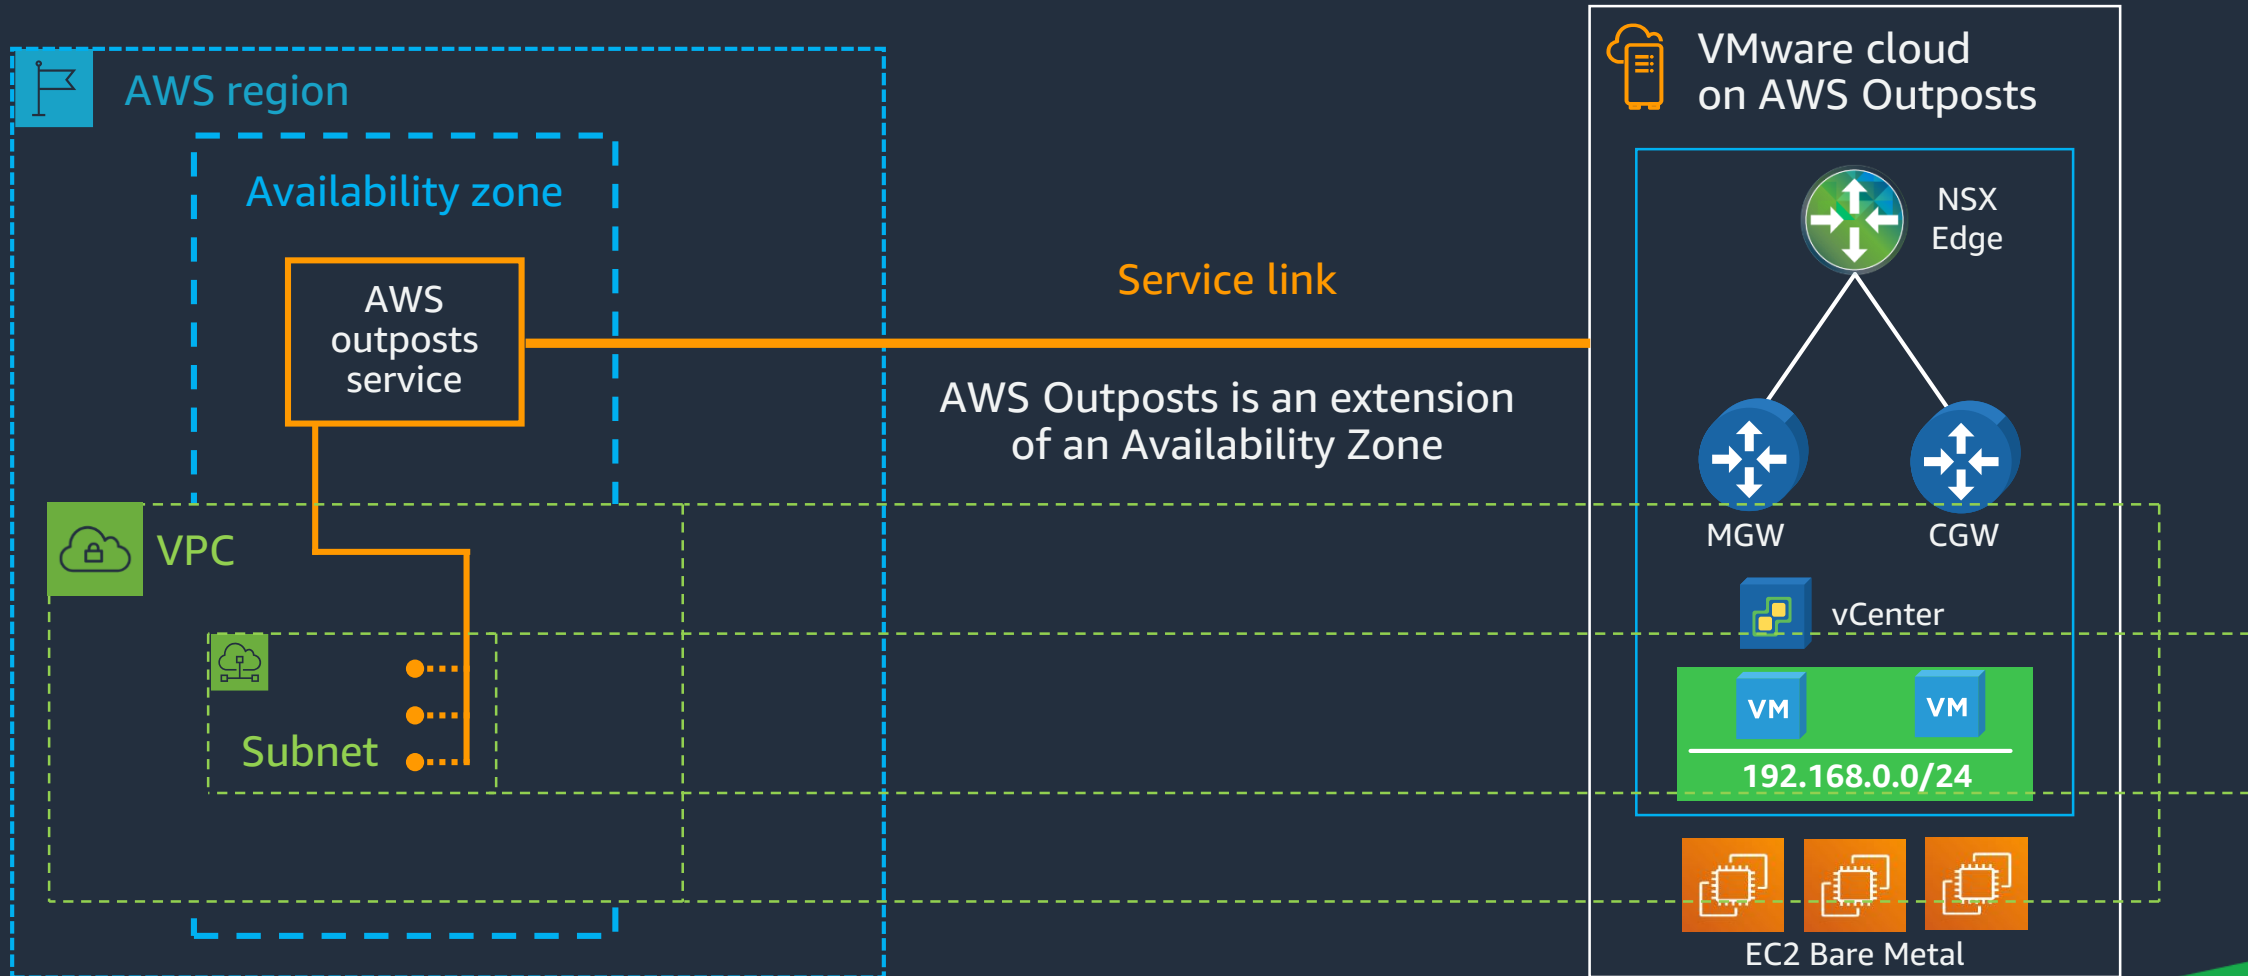 AWS region
Availability zone
AWS
outposts
service
VPC
Subnet
Service link
AWS Outposts is an extension
of an Availability Zone
VMware cloud
on AWS Outposts
NSX
Edge
MGW
CGW
vCenter
VM
VM
192.168.0.0/24
EC2 Bare Metal